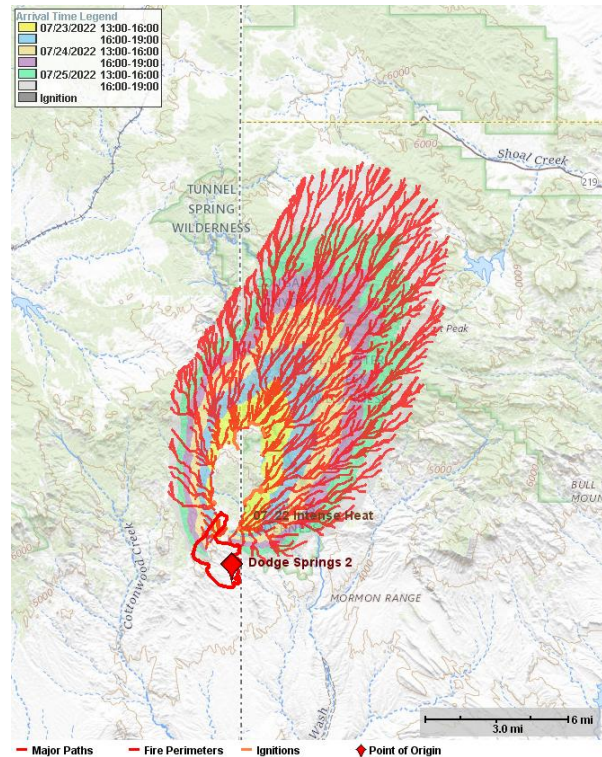 Arrival Time Legend
07/23/2022 13:00-16:00
16:00-19:00
07/24/2022 13:00-16:00
16:00-19:00
07/25/2022 13:00-16:00
16:00-19:00
Ignition
6000
6000
Shoal Creek
219
TUNNEL
SPRING
WILDERNESS
6000
Peak
5000
BULL
MOUN
07_22 Intense Heat
Dodge Springs 2
Cottonwood Creek
MORMON RANGE
Wash
6 mi
3.0 mi
Major Paths
Fire Perimeters
Ignitions
Point of Origin